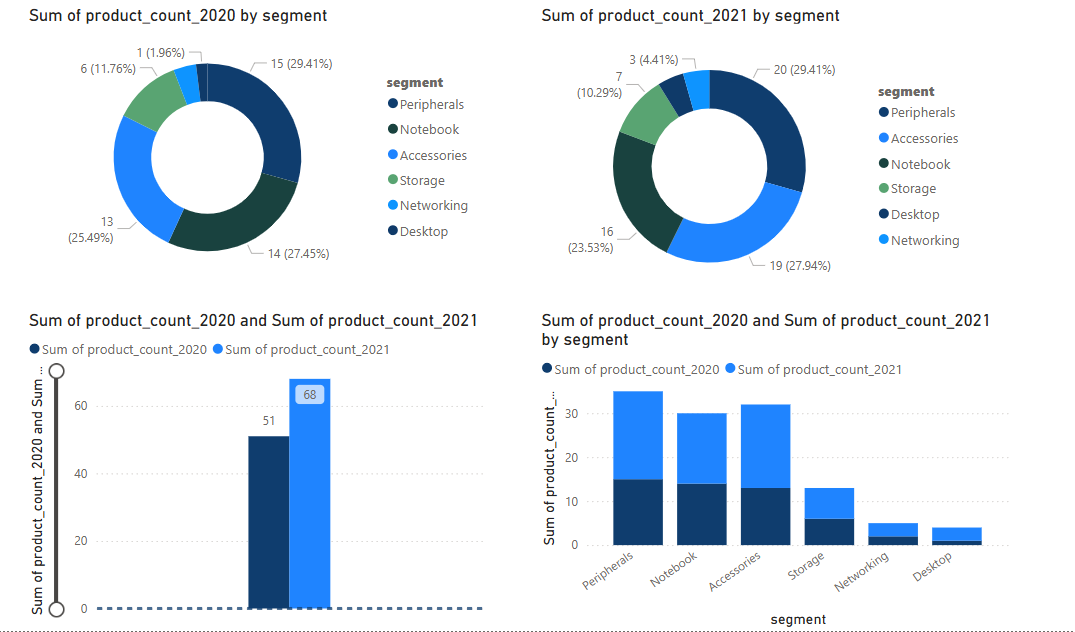 Sum of product_count_2020 by segment
1 (1.96%)
6 (11.76%)
15 (29.41%)
13
(25.49%)
14 (27.45%)
segment
Peripherals
Notebook
Accessories
Storage
Networking
Desktop
Sum of product_count_2021 by segment
3 (4.41%)
7
(10.29%)
20 (29.41%)
16
(23.53%)
19 (27.94%)
segment
Peripherals
Accessories
Notebook
Storage
Desktop
Networking
Sum of product_count_2020 and Sum of product_count_2021
Sum of product_count_2020 Sum of product_count_2021
Sum of product_count_2020 and Sum ...
60
40
20
0
51
68
Sum of product_count_2020 and Sum of product_count_2021
by segment
Sum of product_count_2020 Sum of product_count_2021
Sum of product_count_...
30
20
10
0
Peripherals
Notebook
Accessories
Storage
Networking
Desktop
segment